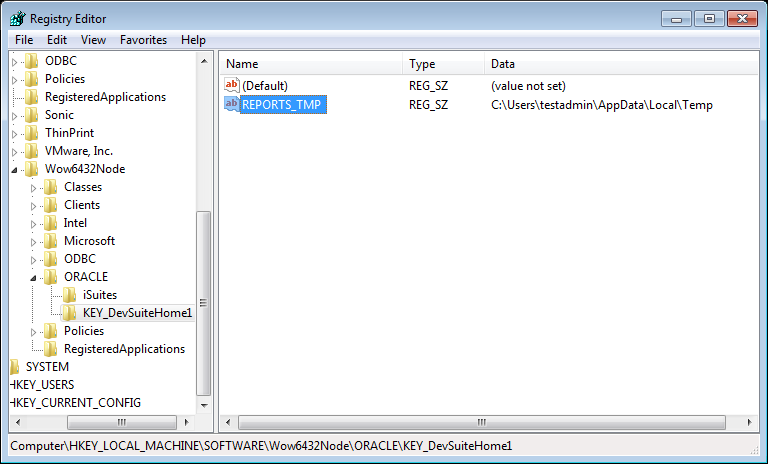 Registry Editor
File Edit View Favorites Help
ODBC
Policies
RegisteredApplications
Sonic
ThinPrint
VMware, Inc.
Wow6432Node
Classes
Clients
Intel
Microsoft
ODBC
ORACLE
iSuites
KEY_DevSuiteHome1
Policies
RegisteredApplications
SYSTEM
HKEY_USERS
HKEY_CURRENT_CONFIG
Name Type Data
ab (Default) REG_SZ (value not set)
ab REPORTS_TMP REG_SZ C:\Users\testadmin\AppData\Local\Temp
Computer\HKEY_LOCAL_MACHINE\SOFTWARE\Wow6432Node\ORACLE\KEY_DevSuiteHome1